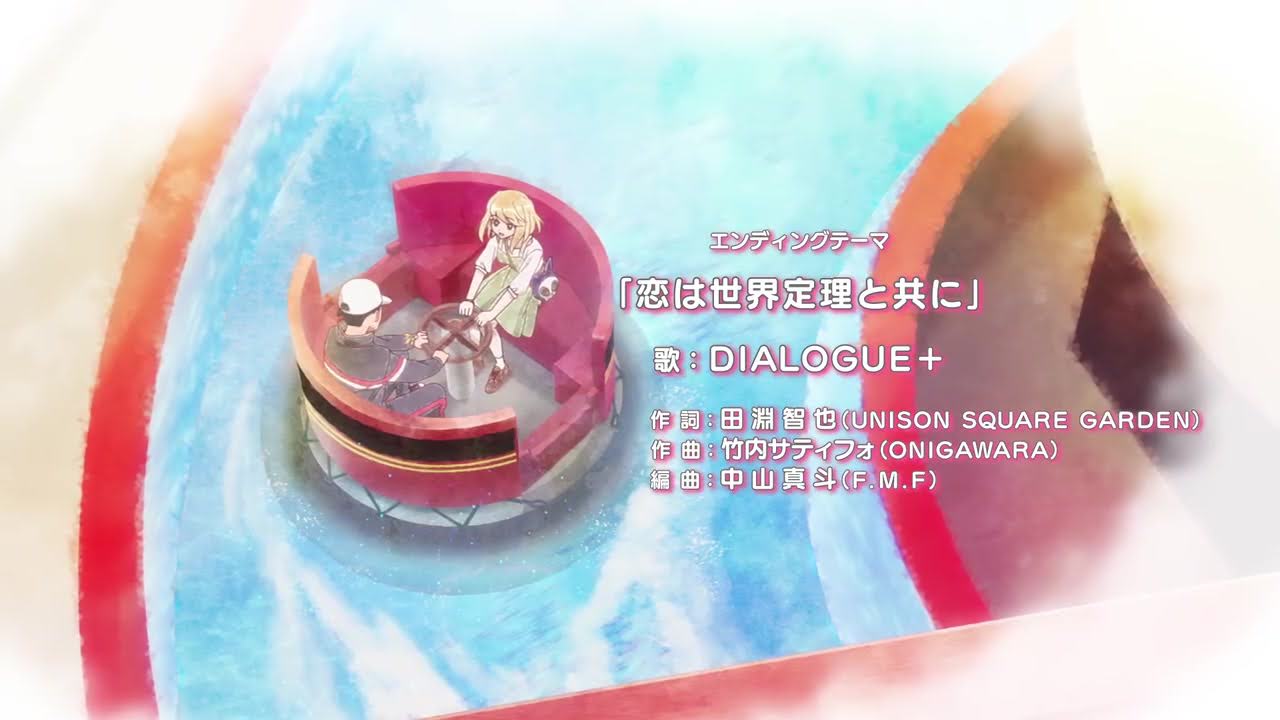 エンディングテーマ
「恋は世界定理と共に」
歌：DIALOGUE＋
作詞：田淵智也(UNISON SQUARE GARDEN)
作曲：竹内サティフォ(ONIGAWARA)
編曲：中山真斗(F.M.F)